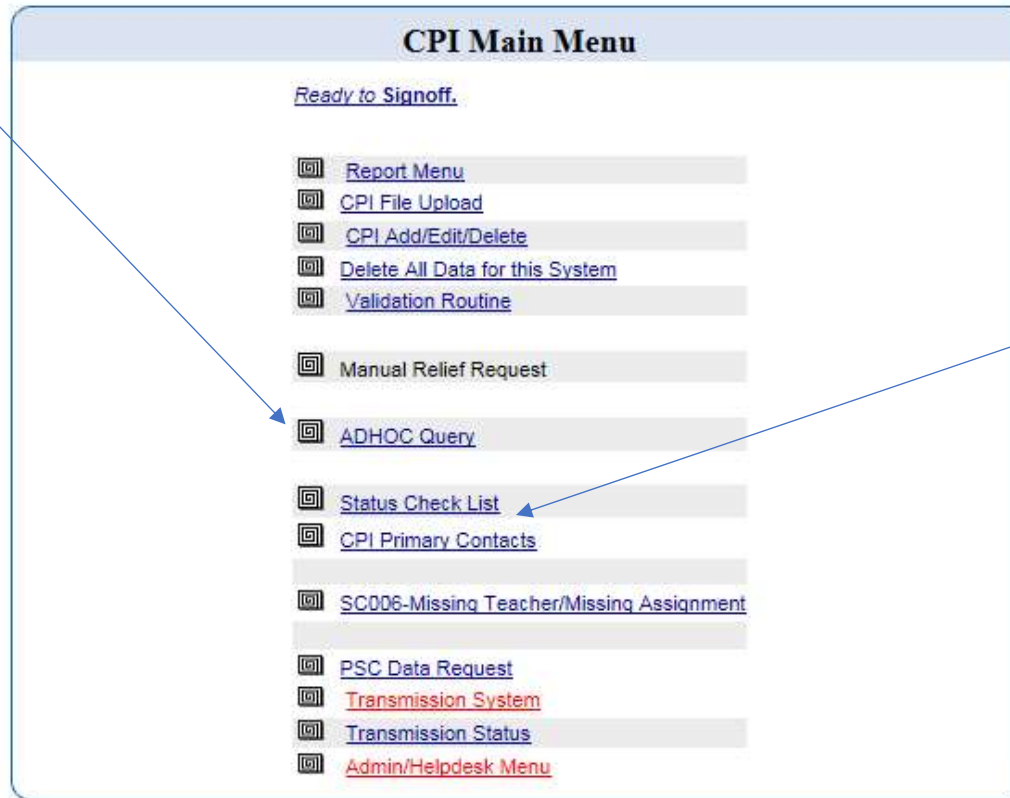 CPI Main Menu
Ready to Signoff.
Report Menu
CPI File Upload
CPI Add/Edit/Delete
Delete All Data for this System
Validation Routine
Manual Relief Request
ADHOC Query
Status Check List
CPI Primary Contacts
SC006-Missing Teacher/Missing Assignment
PSC Data Request
Transmission System
Transmission Status
Admin/Helpdesk Menu